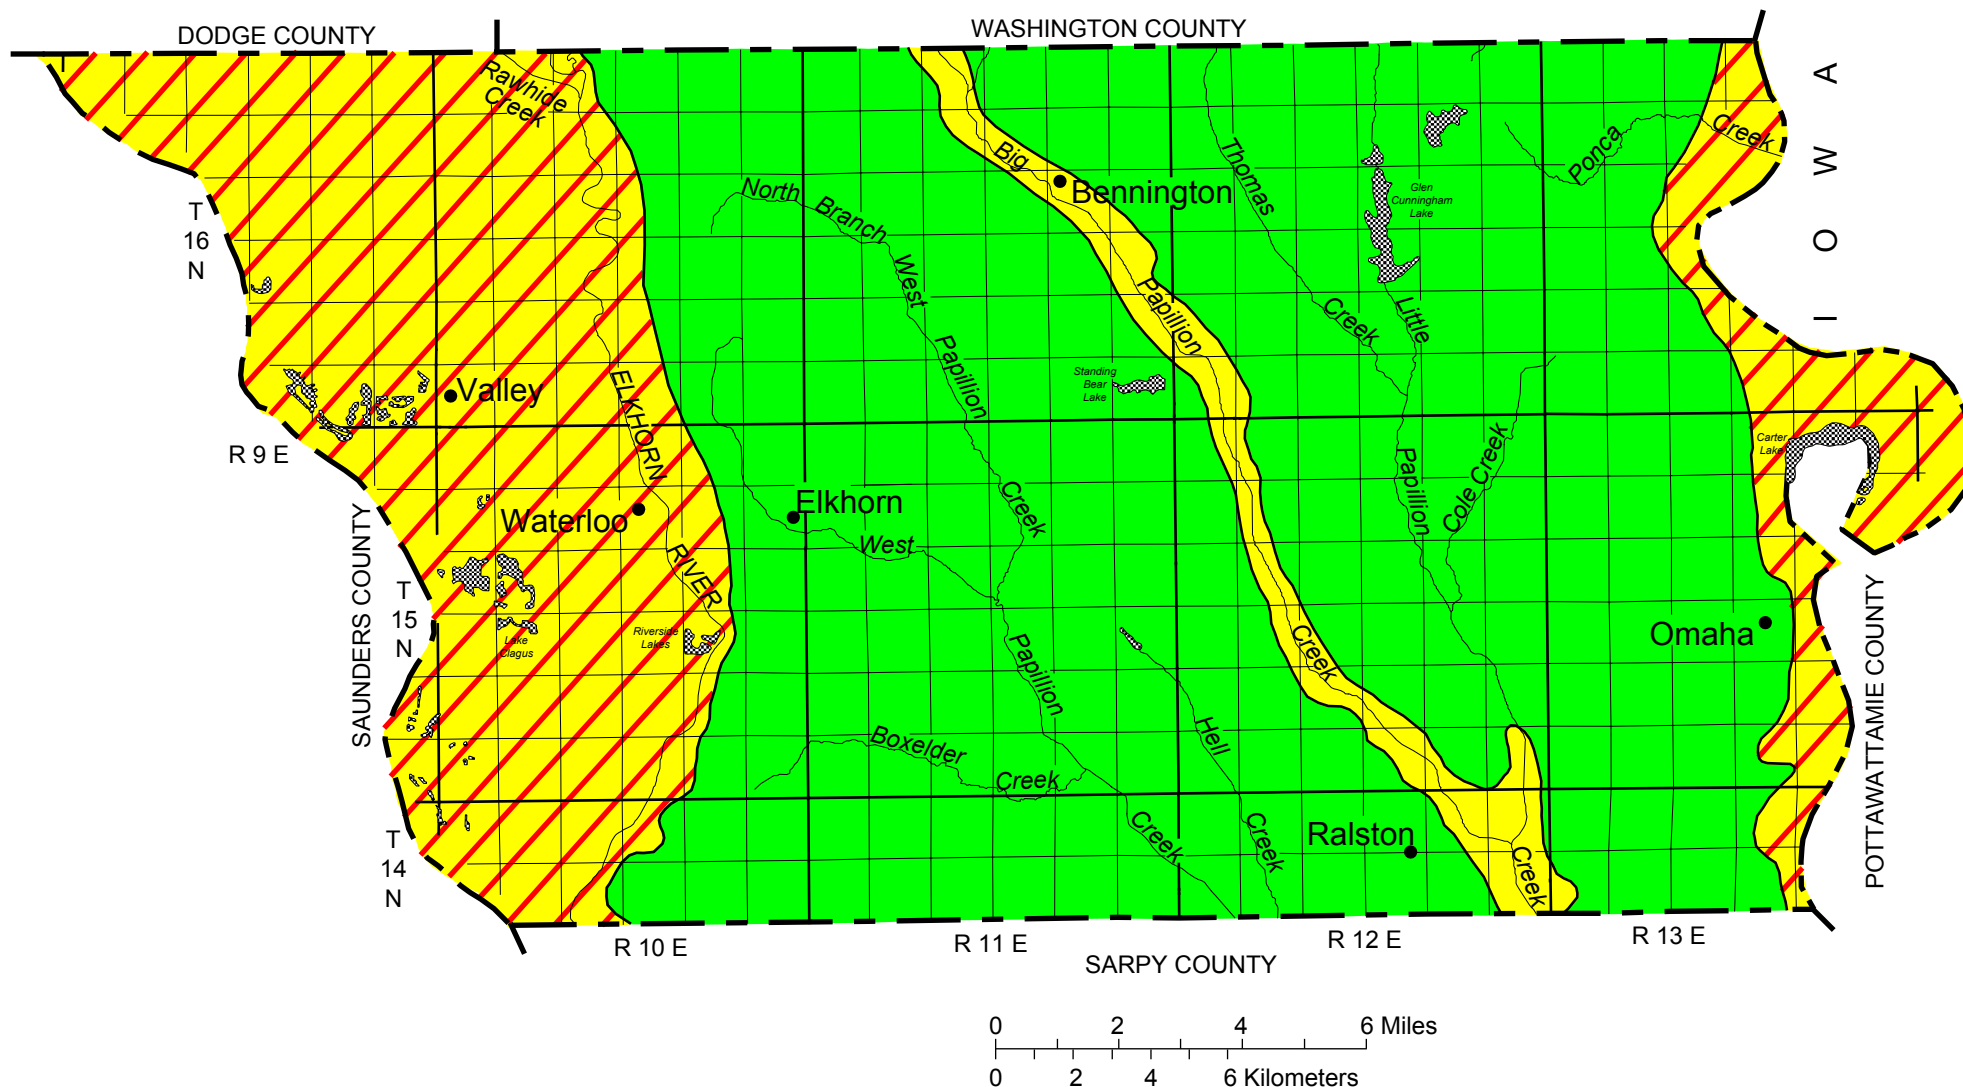 DODGE COUNTY
WASHINGTON COUNTY
IOWA
Rawhide
Creek
Big
Bennington
Thomas
Ponca
Creek
Glen
Cunningham
Lake
North Branch
T
16
N
West
Papillion
Creek
Little
Papillion
Standing
Bear
Lake
Valley
ELKHORN
Papillion
R 9 E
Carter
Lake
Papillion
Cole Creek
Creek
Elkhorn
Waterloo
West
RIVER
SAUNDERS COUNTY
T
15
N
Lake
Clagus
Riverside
Lakes
Papillion
Creek
Omaha
POTTAWATTAMIE COUNTY
Boxelder
Creek
Hell
Creek
Creek
Ralston
Creek
T
14
N
R 10 E
R 11 E
R 12 E
R 13 E
SARPY COUNTY
0 2 4 6 Miles
0 2 4 6 Kilometers